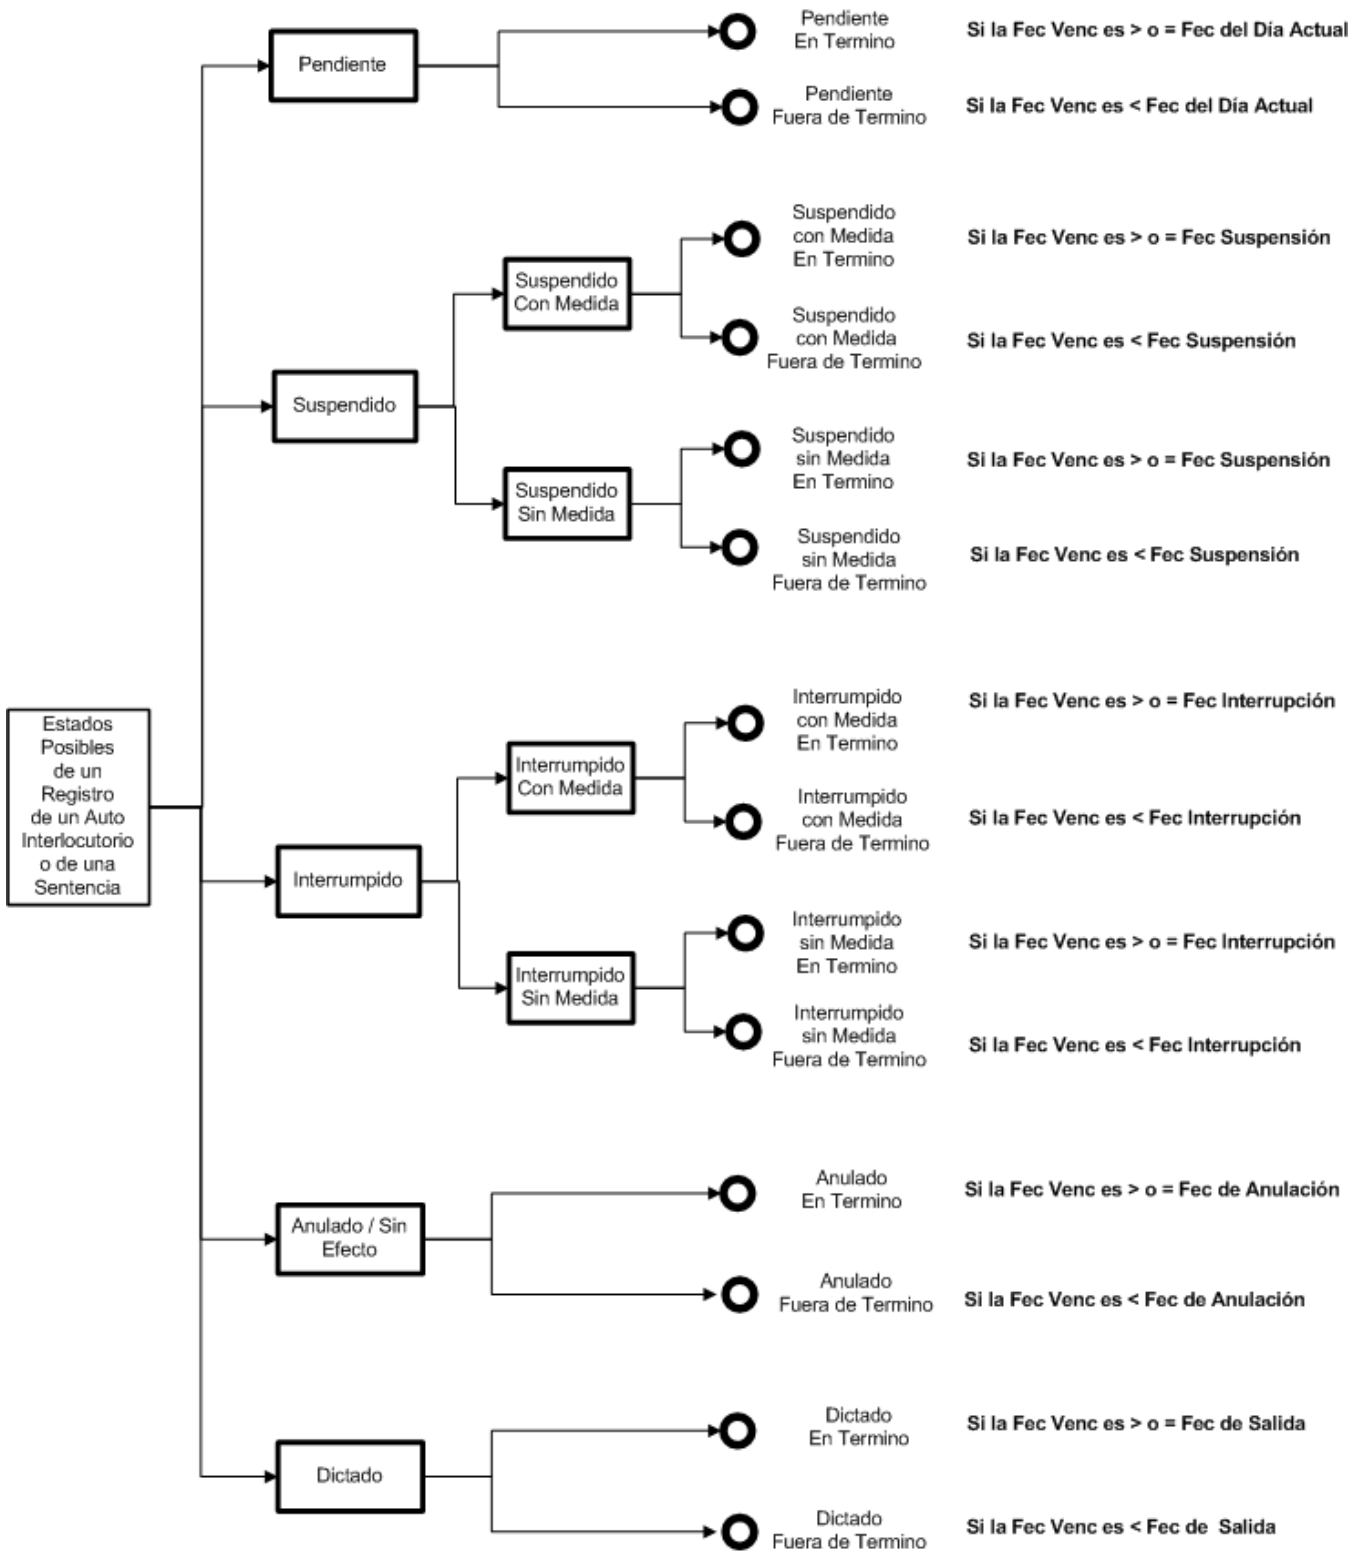 Pendiente
En Termino
Si la Fec Venc es > o = Fec del Día Actual
Pendiente
Pendiente
Fuera de Termino
Si la Fec Venc es < Fec del Día Actual
Suspendido
con Medida
En Termino
Si la Fec Venc es > o = Fec Suspensión
Suspendido
Con Medida
Suspendido
con Medida
Fuera de Termino
Si la Fec Venc es < Fec Suspensión
Suspendido
Suspendido
sin Medida
En Termino
Si la Fec Venc es > o = Fec Suspensión
Suspendido
Sin Medida
Suspendido
sin Medida
Fuera de Termino
Si la Fec Venc es < Fec Suspensión
Estados
Posibles
de un
Registro
de un Auto
Interlocutorio
o de una
Sentencia
Interrumpido
con Medida
En Termino
Si la Fec Venc es > o = Fec Interrupción
Interrumpido
Con Medida
Interrumpido
con Medida
Fuera de Termino
Si la Fec Venc es < Fec Interrupción
Interrumpido
Interrumpido
sin Medida
En Termino
Si la Fec Venc es > o = Fec Interrupción
Interrumpido
Sin Medida
Interrumpido
sin Medida
Fuera de Termino
Si la Fec Venc es < Fec Interrupción
Anulado
En Termino
Si la Fec Venc es > o = Fec de Anulación
Anulado / Sin
Efecto
Anulado
Fuera de Termino
Si la Fec Venc es < Fec de Anulación
Dictado
En Termino
Si la Fec Venc es > o = Fec de Salida
Dictado
Dictado
Fuera de Termino
Si la Fec Venc es < Fec de Salida